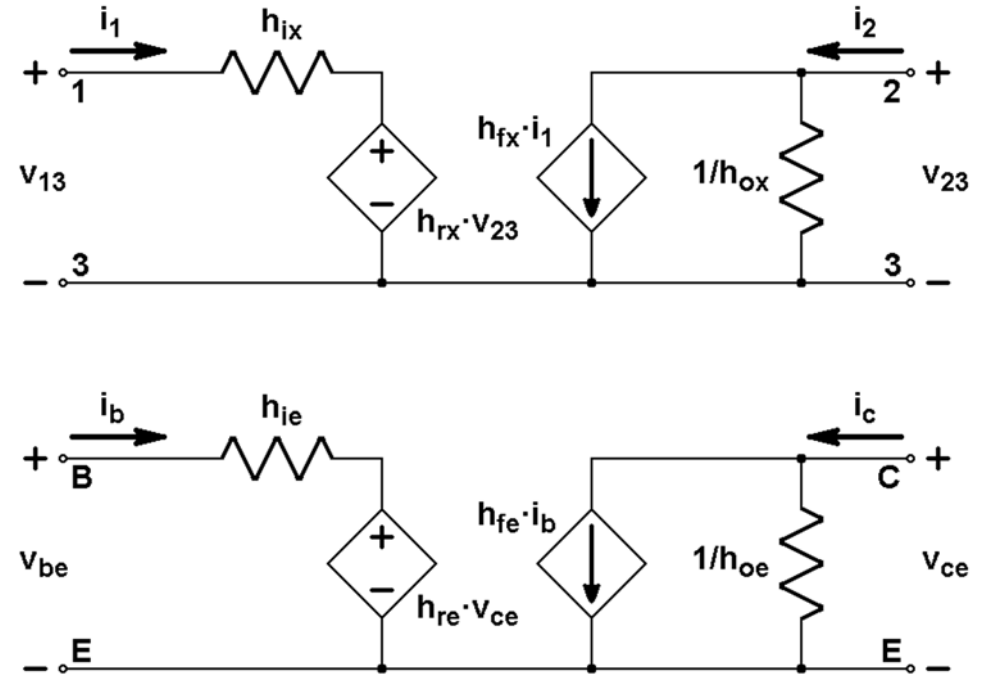 i1
hix
i2
+
1
2
+
v13
+
−
hrx·v23
hfx·i1
1/hox
v23
−
3
3
−
ib
hie
ic
+
B
C
+
vbe
+
−
hre·vce
hfe·ib
1/hoe
vce
−
E
E
−